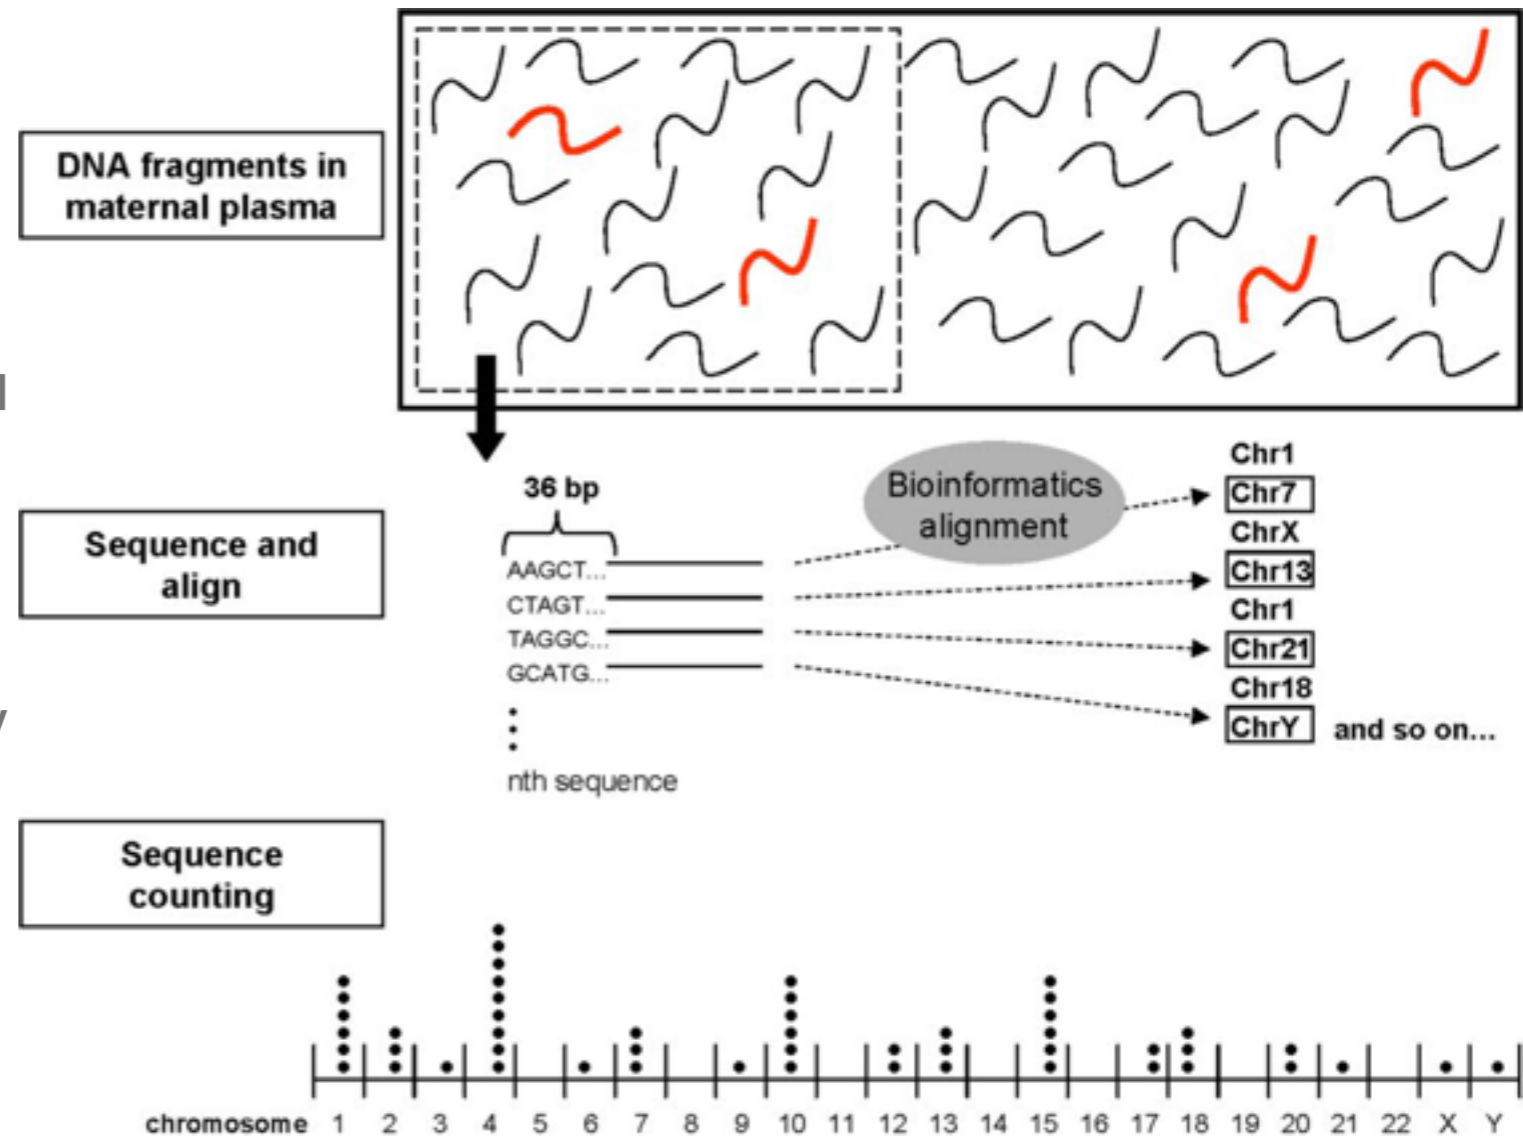 DNA fragments in
maternal plasma
Sequence and
align
36 bp
AAGCT...
CTAGT...
TAGGC...
GCATG...
nth sequence
Bioinformatics
alignment
Chr1
Chr7
ChrX
Chr13
Chr1
Chr21
Chr18
ChrY and so on...
Sequence
counting
chromosome 1 2 3 4 5 6 7 8 9 10 11 12 13 14 15 16 17 18 19 20 21 22 X Y